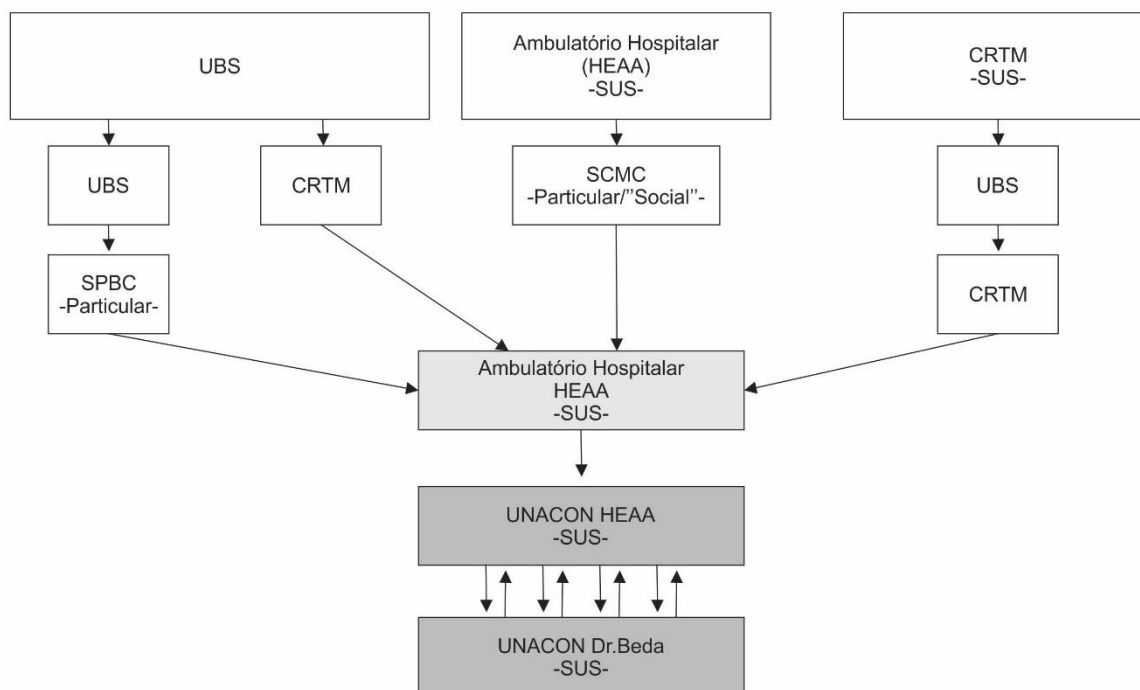 UBS
Ambulatório Hospitalar
(HEAA)
-SUS-
CRTM
-SUS-
UBS
CRTM
SCMC
-Particular/”Social”-
UBS
SPBC
-Particular-
CRTM
Ambulatório Hospitalar
HEAA
-SUS-
UNACON HEAA
-SUS-
UNACON Dr.Beda
-SUS-